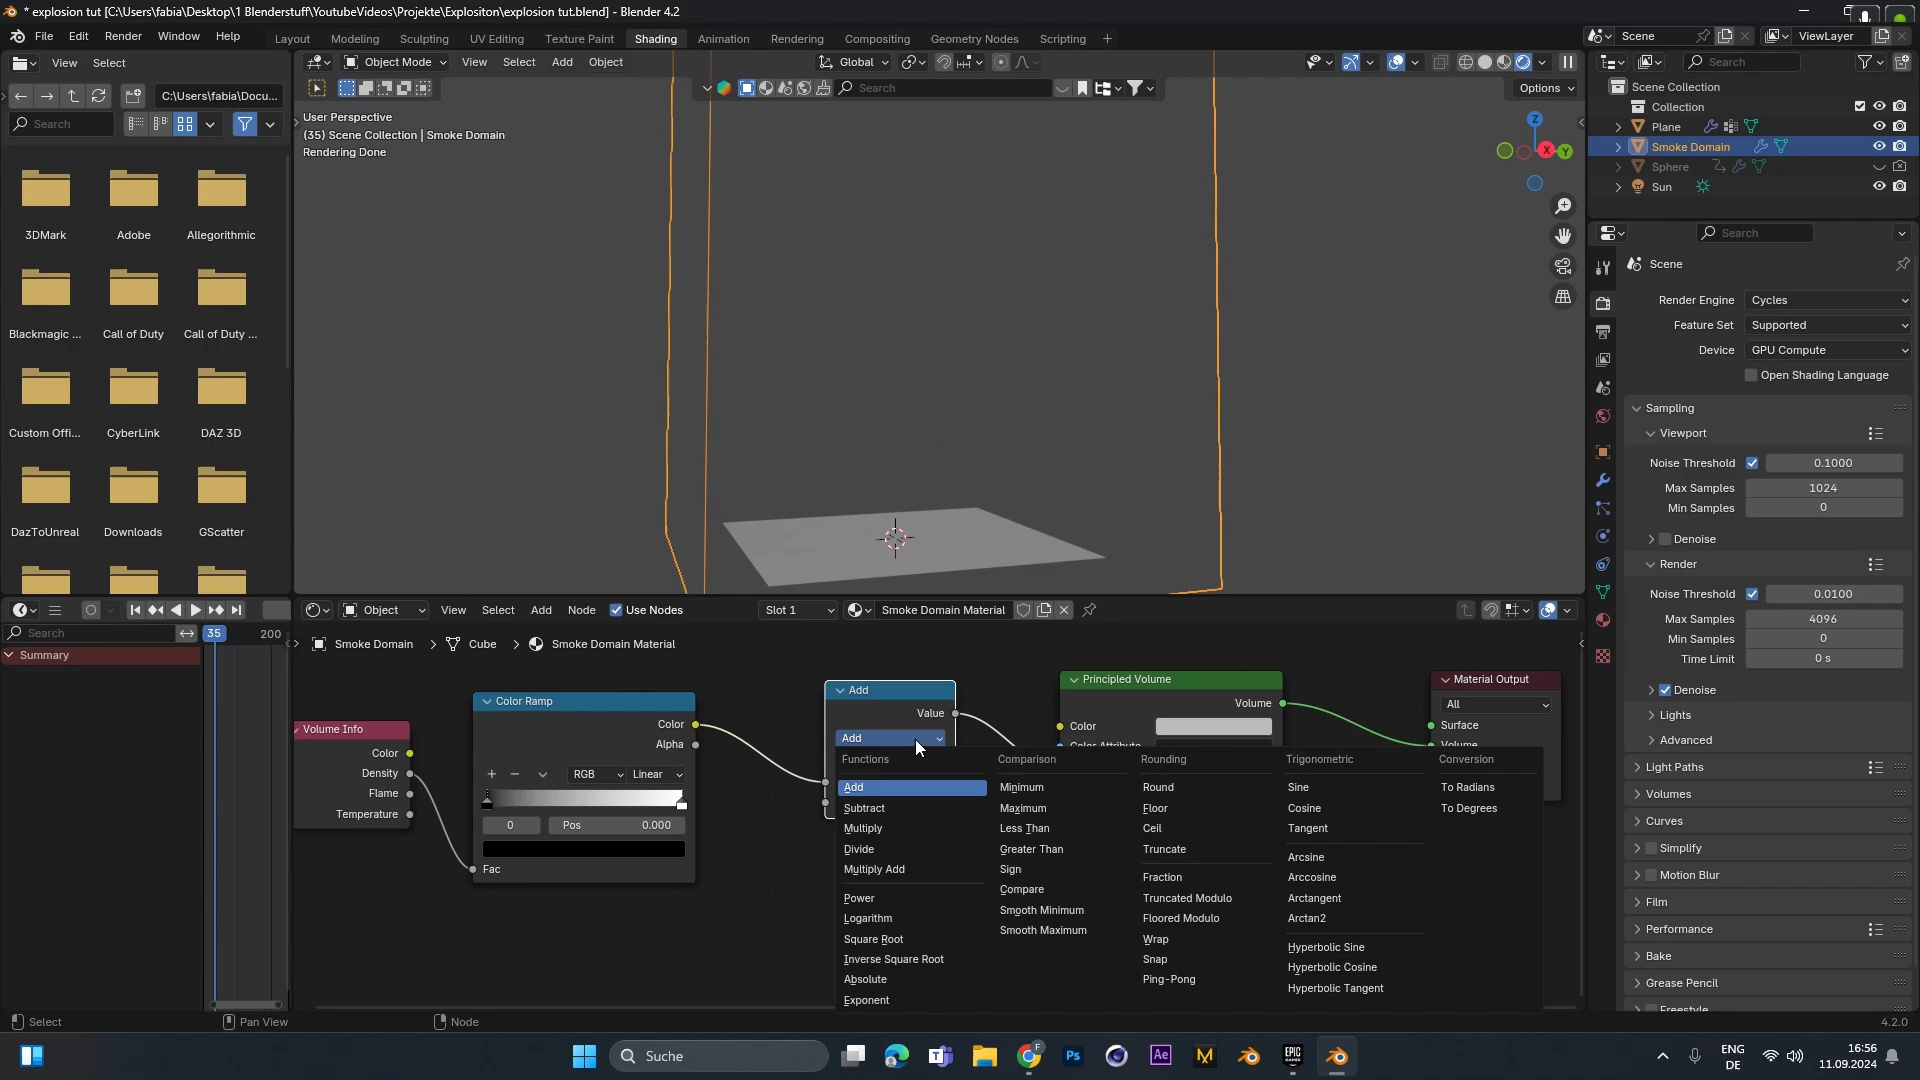 * explosion tut [C:\Users\fabia\Desktop\1 Blenderstuff\YoutubeVideos\Projekte\Explositon\explosion tut.blend] - Blender 4.2
File Edit Render Window Help Layout Modeling Sculpting UV Editing Texture Paint Shading Animation Rendering Compositing Geometry Nodes Scripting + Scene ViewLayer
View Select
Object Mode View Select Add Object Global
Search
C:\Users\fabia\Docu...
Search
Search
Options
Search
Scene Collection
Collection
Plane
Smoke Domain
Sphere
Sun
User Perspective
(35) Scene Collection | Smoke Domain
Rendering Done
Z
X
Y
3DMark Adobe Allegorithmic
Blackmagic ... Call of Duty Call of Duty ...
Custom Offi... CyberLink DAZ 3D
DazToUnreal Downloads GScatter
Search
Scene
Render Engine Cycles
Feature Set Supported
Device GPU Compute
Open Shading Language
Sampling
Viewport
Noise Threshold 0.1000
Max Samples 1024
Min Samples 0
Denoise
Render
Noise Threshold 0.0100
Max Samples 4096
Min Samples 0
Time Limit 0 s
Denoise
Lights
Advanced
Light Paths
Volumes
Curves
Simplify
Motion Blur
Film
Performance
Bake
Grease Pencil
Freestyle
Search
35 200
Summary
Object View Select Add Node Use Nodes Slot 1 Smoke Domain Material
Smoke Domain > Cube > Smoke Domain Material
Volume Info
Color
Density
Flame
Temperature
Color Ramp
Color
Alpha
+ − RGB Linear
0 Pos 0.000
Fac
Add
Value
Add
Principled Volume
Volume
Color
Color Attribute
Material Output
All
Surface
Volume
Functions
Add
Subtract
Multiply
Divide
Multiply Add
Power
Logarithm
Square Root
Inverse Square Root
Absolute
Exponent
Comparison
Minimum
Maximum
Less Than
Greater Than
Sign
Compare
Smooth Minimum
Smooth Maximum
Rounding
Round
Floor
Ceil
Truncate
Fraction
Truncated Modulo
Floored Modulo
Wrap
Snap
Ping-Pong
Trigonometric
Sine
Cosine
Tangent
Arcsine
Arccosine
Arctangent
Arctan2
Hyperbolic Sine
Hyperbolic Cosine
Hyperbolic Tangent
Conversion
To Radians
To Degrees
Select Pan View Node 4.2.0
Suche
F
Ps
Ae
EPIC GAMES
ENG
DE
16:56
11.09.2024